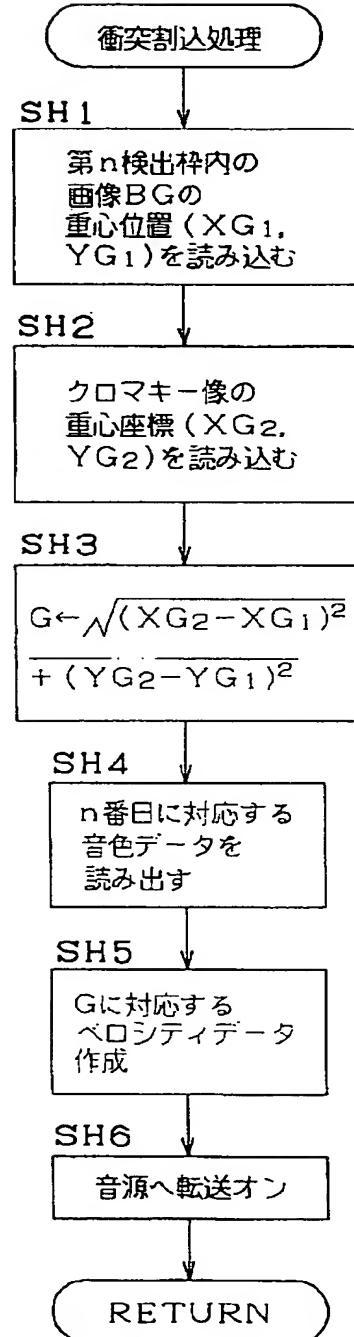 衝突割込処理
SH1
第n検出枠内の
画像BGの
重心位置(XG1,
YG1)を読み込む
SH2
クロマキー像の
重心座標(XG2,
YG2)を読み込む
SH3
G←√(XG2-XG1)²
+(YG2-YG1)²
SH4
n番目に対応する
音色データを
読み出す
SH5
Gに対応する
ベロシティデータ
作成
SH6
音源へ転送オン
RETURN